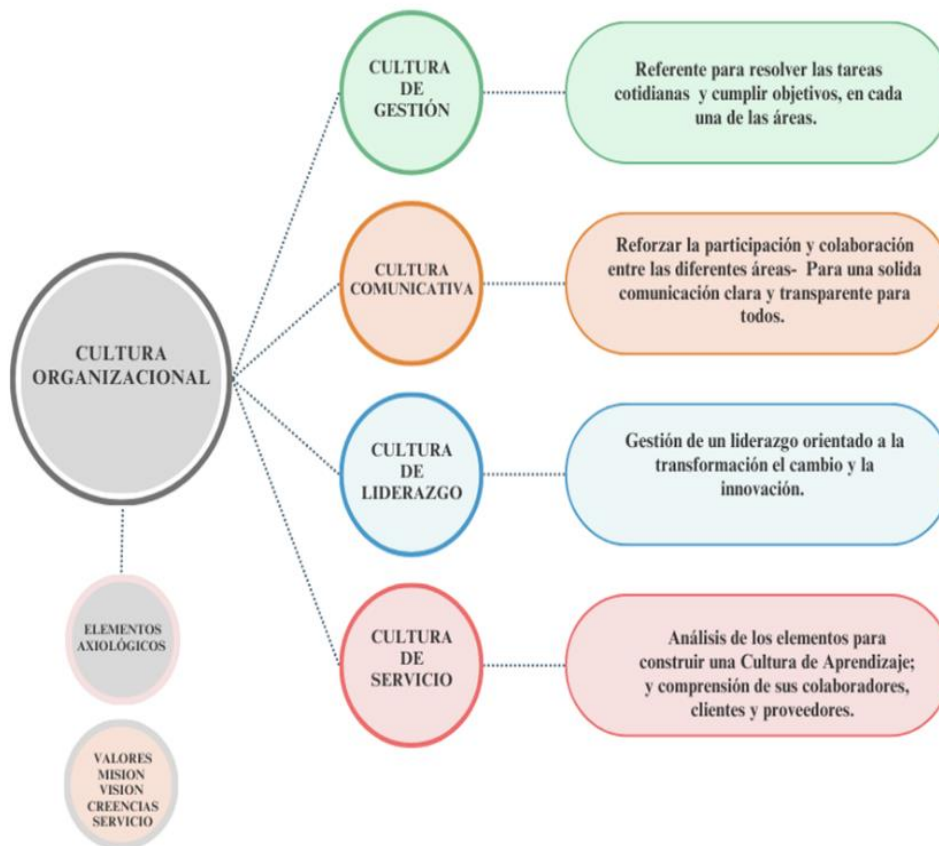 CULTURA
ORGANIZACIONAL
ELEMENTOS
AXIOLÓGICOS
VALORES
MISION
VISION
CREENCIAS
SERVICIO
CULTURA
DE
GESTIÓN
Referente para resolver las tareas
cotidianas y cumplir objetivos, en cada
una de las áreas.
CULTURA
COMUNICATIVA
Reforzar la participación y colaboración
entre las diferentes áreas- Para una solida
comunicación clara y transparente para
todos.
CULTURA
DE
LIDERAZGO
Gestión de un liderazgo orientado a la
transformación el cambio y la
innovación.
CULTURA
DE
SERVICIO
Análisis de los elementos para
construir una Cultura de Aprendizaje;
y comprensión de sus colaboradores,
clientes y proveedores.